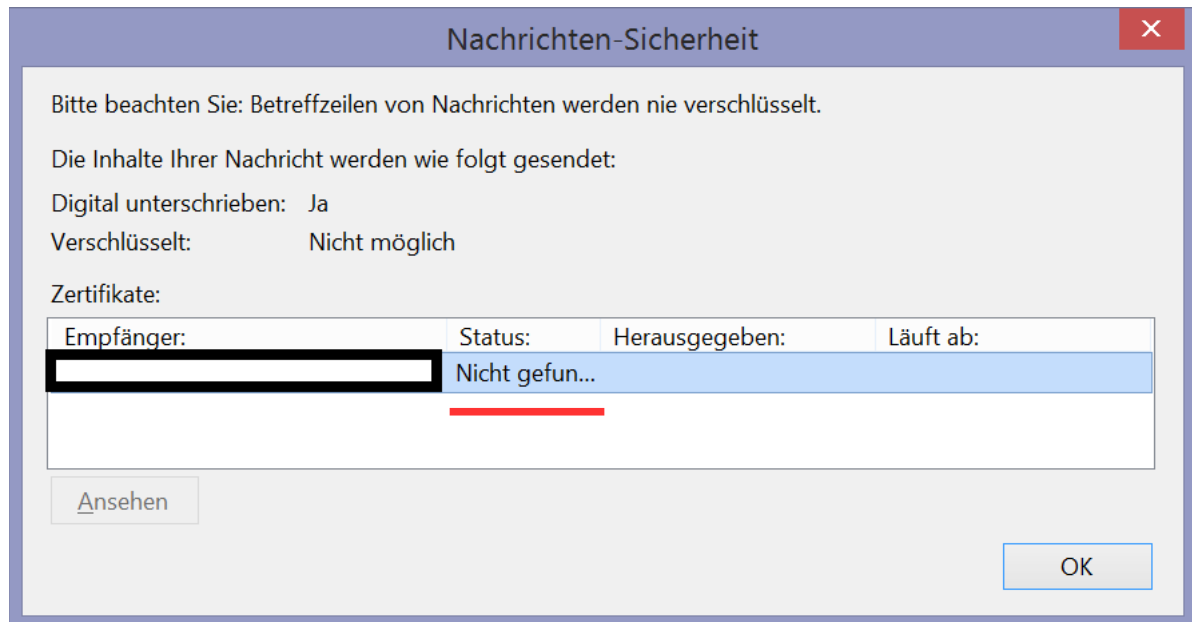 Nachrichten-Sicherheit
Bitte beachten Sie: Betreffzeilen von Nachrichten werden nie verschlüsselt.
Die Inhalte Ihrer Nachricht werden wie folgt gesendet:
Digital unterschrieben: Ja
Verschlüsselt: Nicht möglich
Zertifikate:
Empfänger: Status: Herausgegeben: Läuft ab:
Nicht gefun...
Ansehen
OK